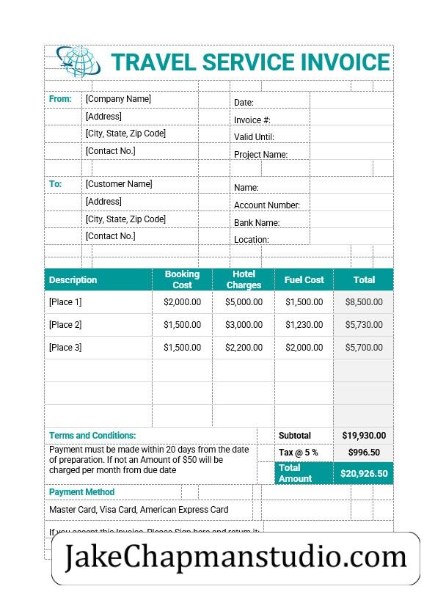 TRAVEL SERVICE INVOICE
From: [Company Name] Date:
[Address] Invoice #:
[City, State, Zip Code] Valid Until:
[Contact No.] Project Name:
To: [Customer Name] Name:
[Address] Account Number:
[City, State, Zip Code] Bank Name:
[Contact No.] Location:
Description Booking Cost Hotel Charges Fuel Cost Total
[Place 1] $2,000.00 $5,000.00 $1,500.00 $8,500.00
[Place 2] $1,500.00 $3,000.00 $1,230.00 $5,730.00
[Place 3] $1,500.00 $2,200.00 $2,000.00 $5,700.00
Terms and Conditions: Subtotal $19,930.00
Payment must be made within 20 days from the date
of preparation. If not an Amount of $50 will be
charged per month from due date
Tax @ 5 % $996.50
Total Amount $20,926.50
Payment Method
Master Card, Visa Card, American Express Card
If you accept this Invoice, Please Sign here and return it:
JakeChapmanstudio.com